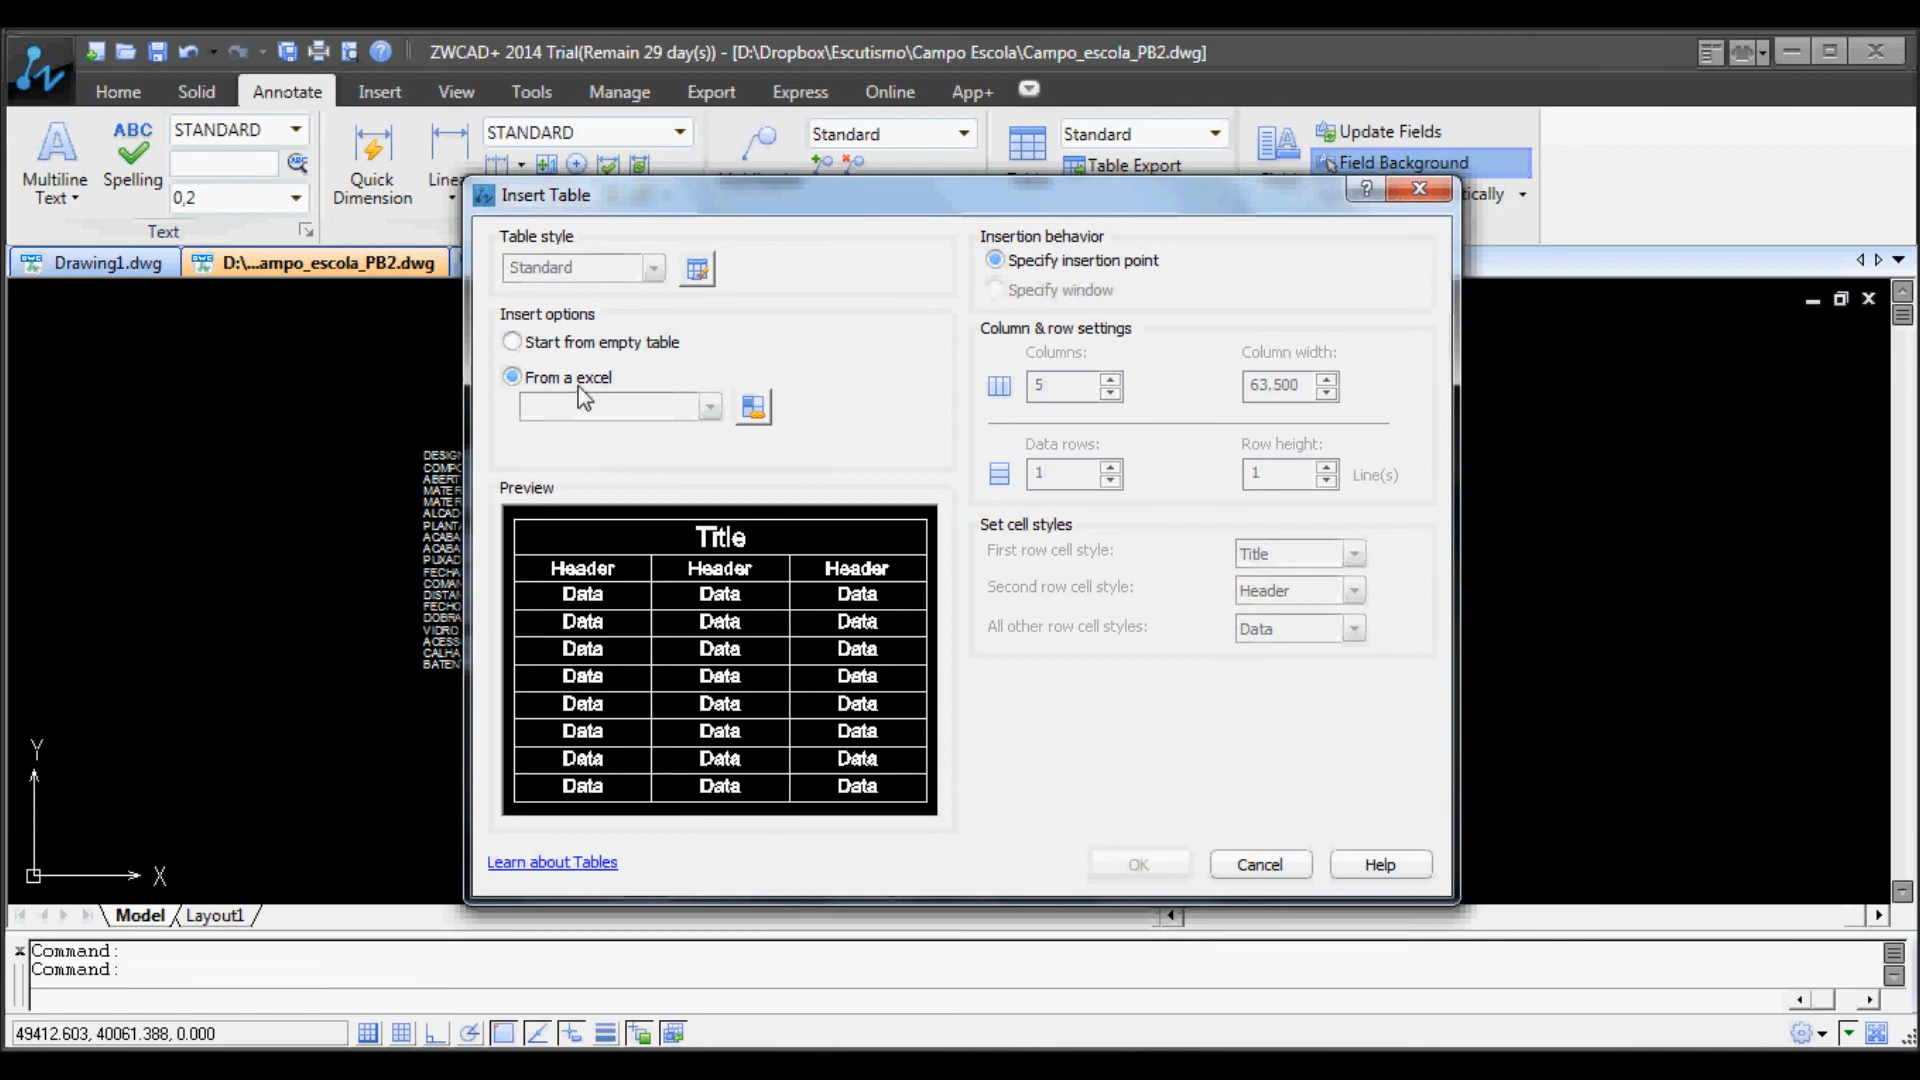 ZWCAD+ 2014 Trial(Remain 29 day(s)) - [D:\Dropbox\Escutismo\Campo Escola\Campo_escola_PB2.dwg]
Home Solid Annotate Insert View Tools Manage Export Express Online App+
ABC STANDARD STANDARD Standard Standard Update Fields
Table Export Field Background
Multiline Text Spelling Quick Dimension
0,2
Text
Drawing1.dwg D:\...ampo_escola_PB2.dwg
Insert Table
Table style
Standard
Insert options
Start from empty table
From a excel
Preview
Title
Header Header Header
Data Data Data
Data Data Data
Data Data Data
Data Data Data
Data Data Data
Data Data Data
Data Data Data
Data Data Data
Learn about Tables
Insertion behavior
Specify insertion point
Specify window
Column & row settings
Columns: Column width:
5 63.500
Data rows: Row height:
1 1 Line(s)
Set cell styles
First row cell style: Title
Second row cell style: Header
All other row cell styles: Data
OK Cancel Help
Y
X
Model Layout1
Command:
Command:
49412.603, 40061.388, 0.000